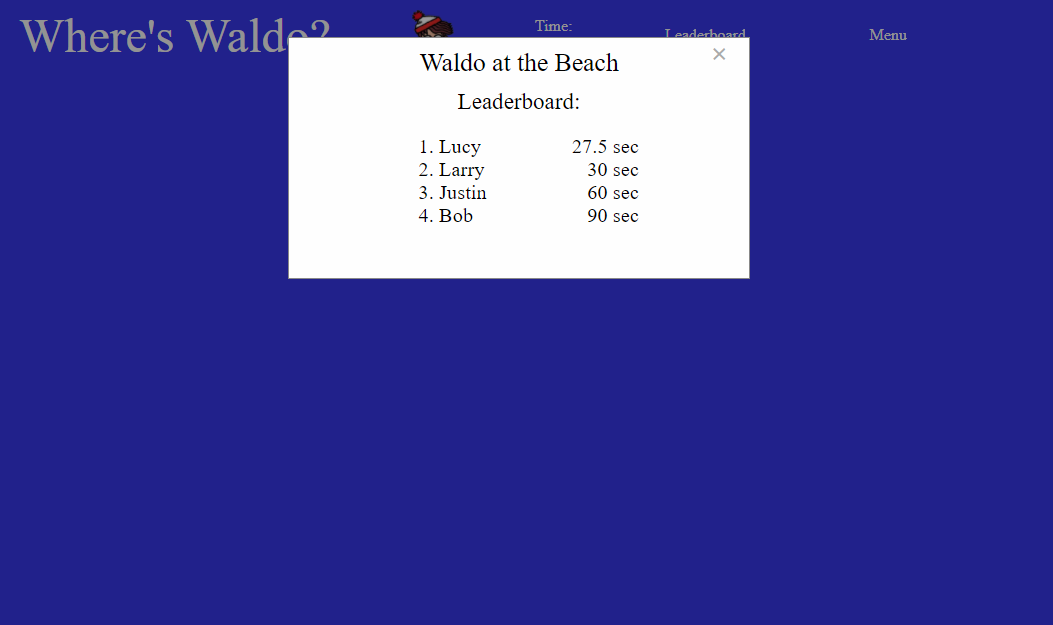 Where's Waldo?
Time:
Leaderboard
Menu
Waldo at the Beach
×
Leaderboard:
1. Lucy 27.5 sec
2. Larry 30 sec
3. Justin 60 sec
4. Bob 90 sec